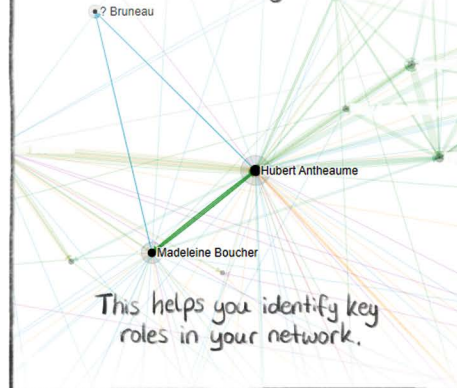 ? Bruneau
Hubert Antheaume
Madeleine Boucher
This helps you identify key
roles in your network.